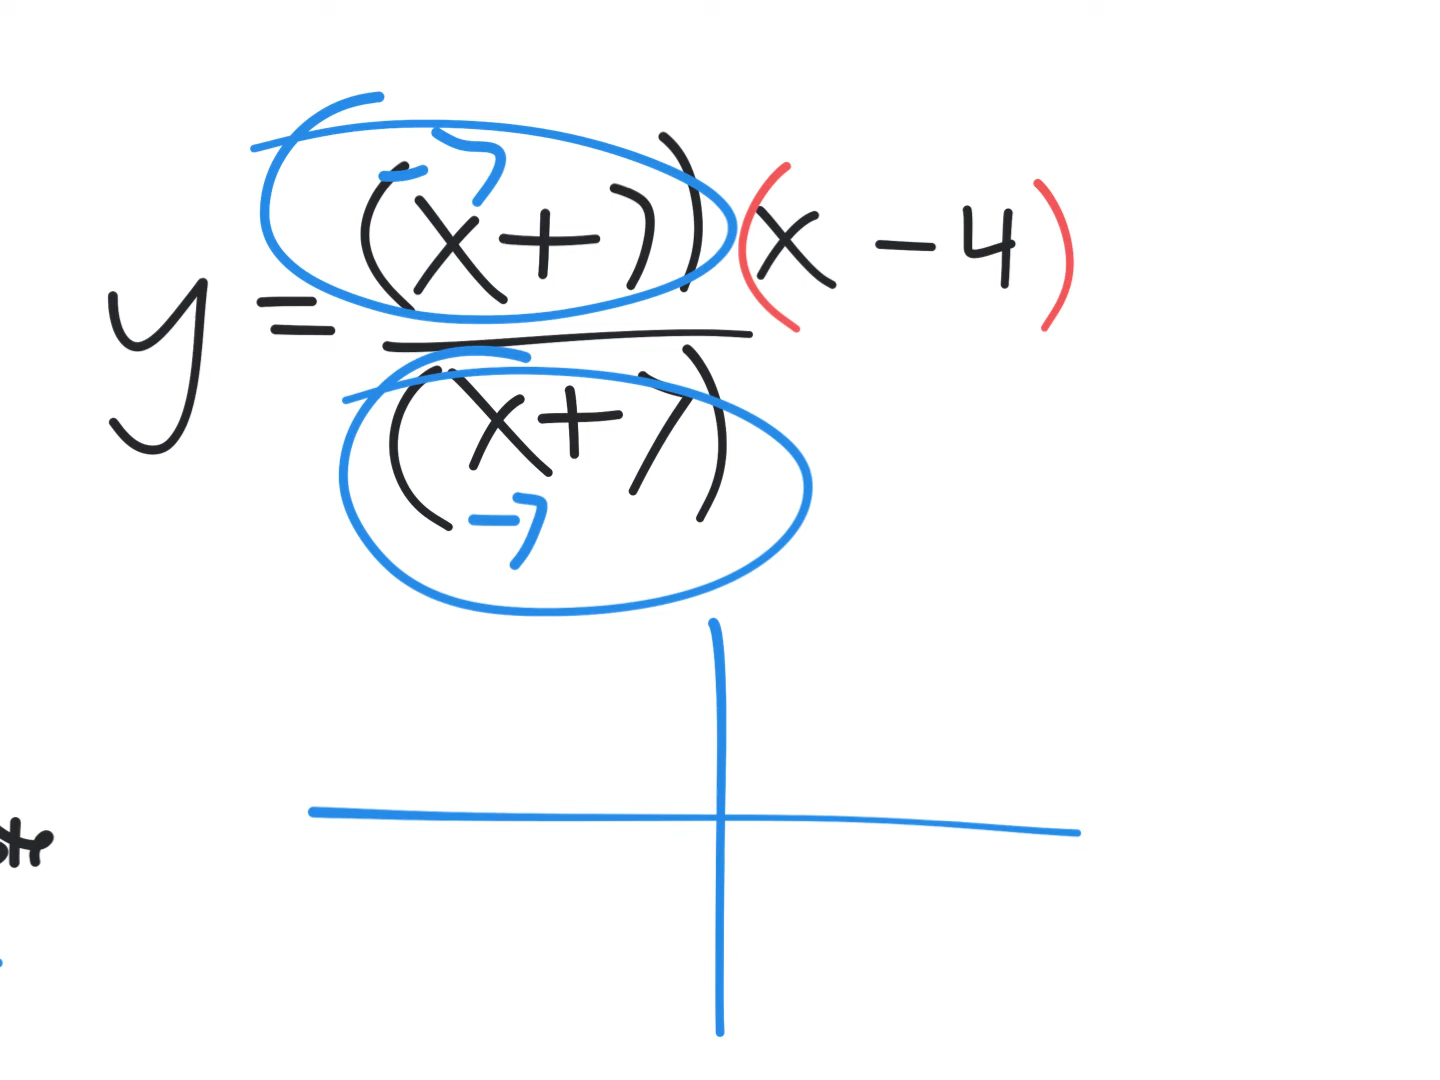 -7
y = (x+7)(x - 4)
(x+7)
-7